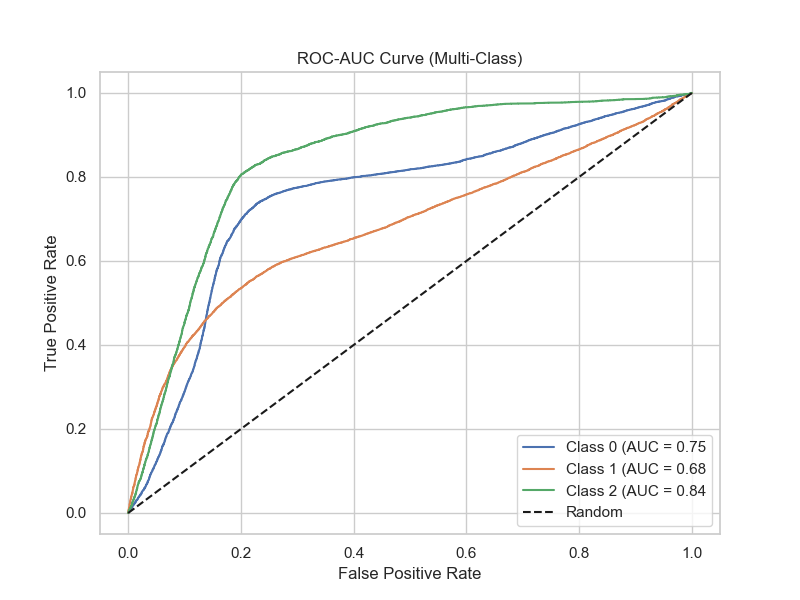 ROC-AUC Curve (Multi-Class)
True Positive Rate
1.0
0.8
0.6
0.4
0.2
0.0
Class 0 (AUC = 0.75
Class 1 (AUC = 0.68
Class 2 (AUC = 0.84
Random
0.0 0.2 0.4 0.6 0.8 1.0
False Positive Rate